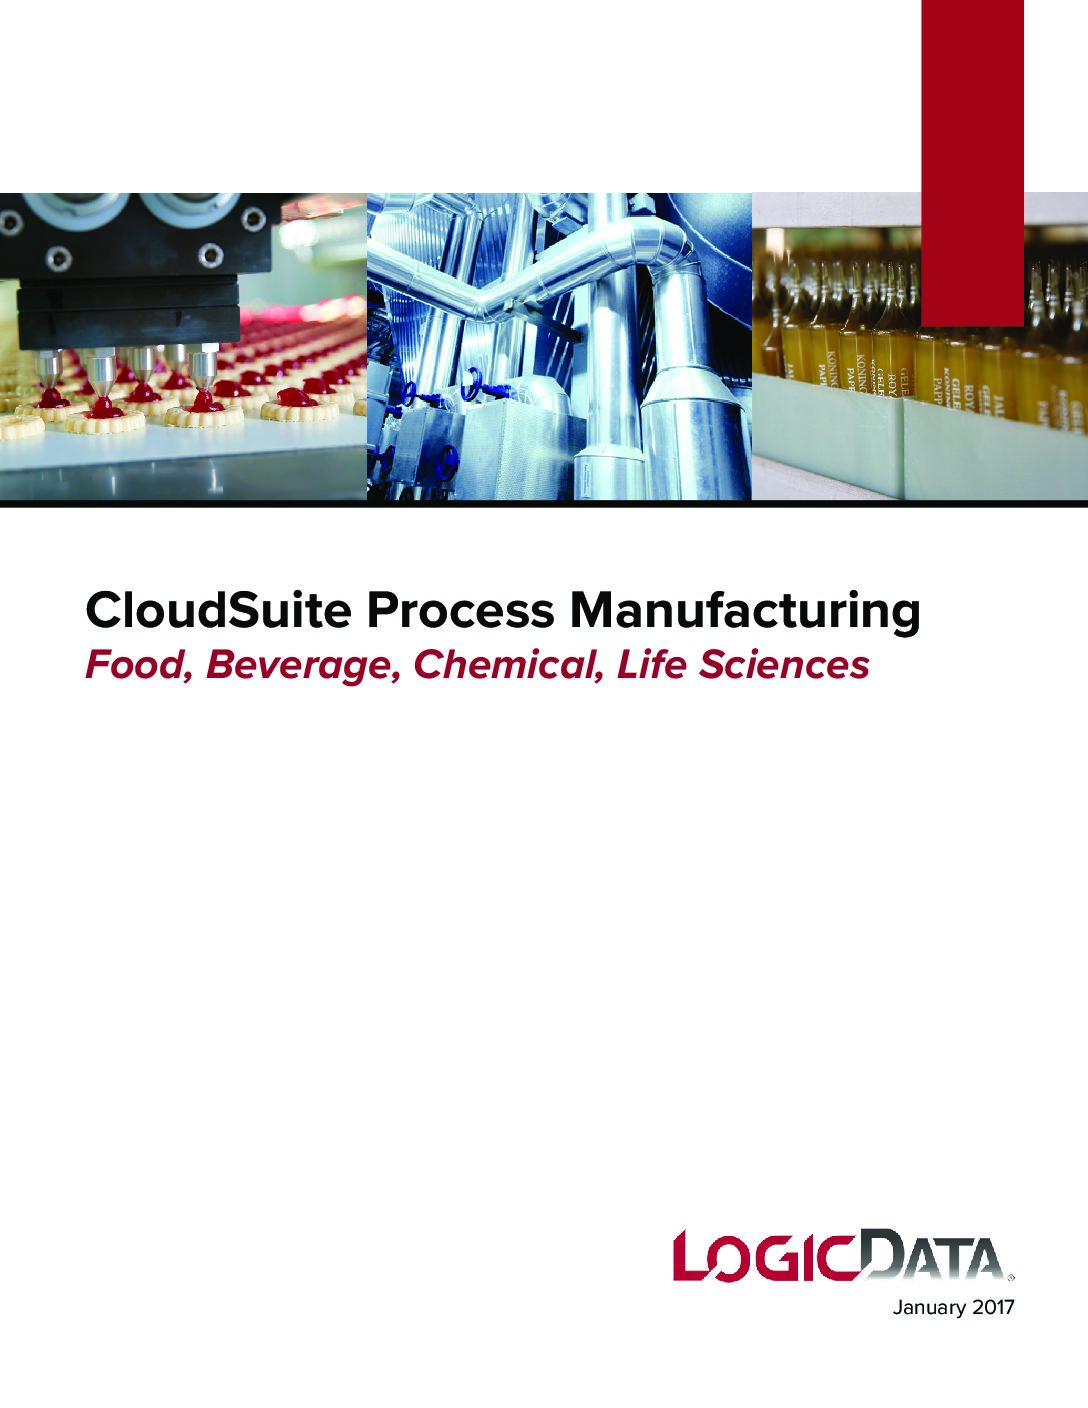 CloudSuite Process Manufacturing
Food, Beverage, Chemical, Life Sciences
LOGICDATA®
January 2017